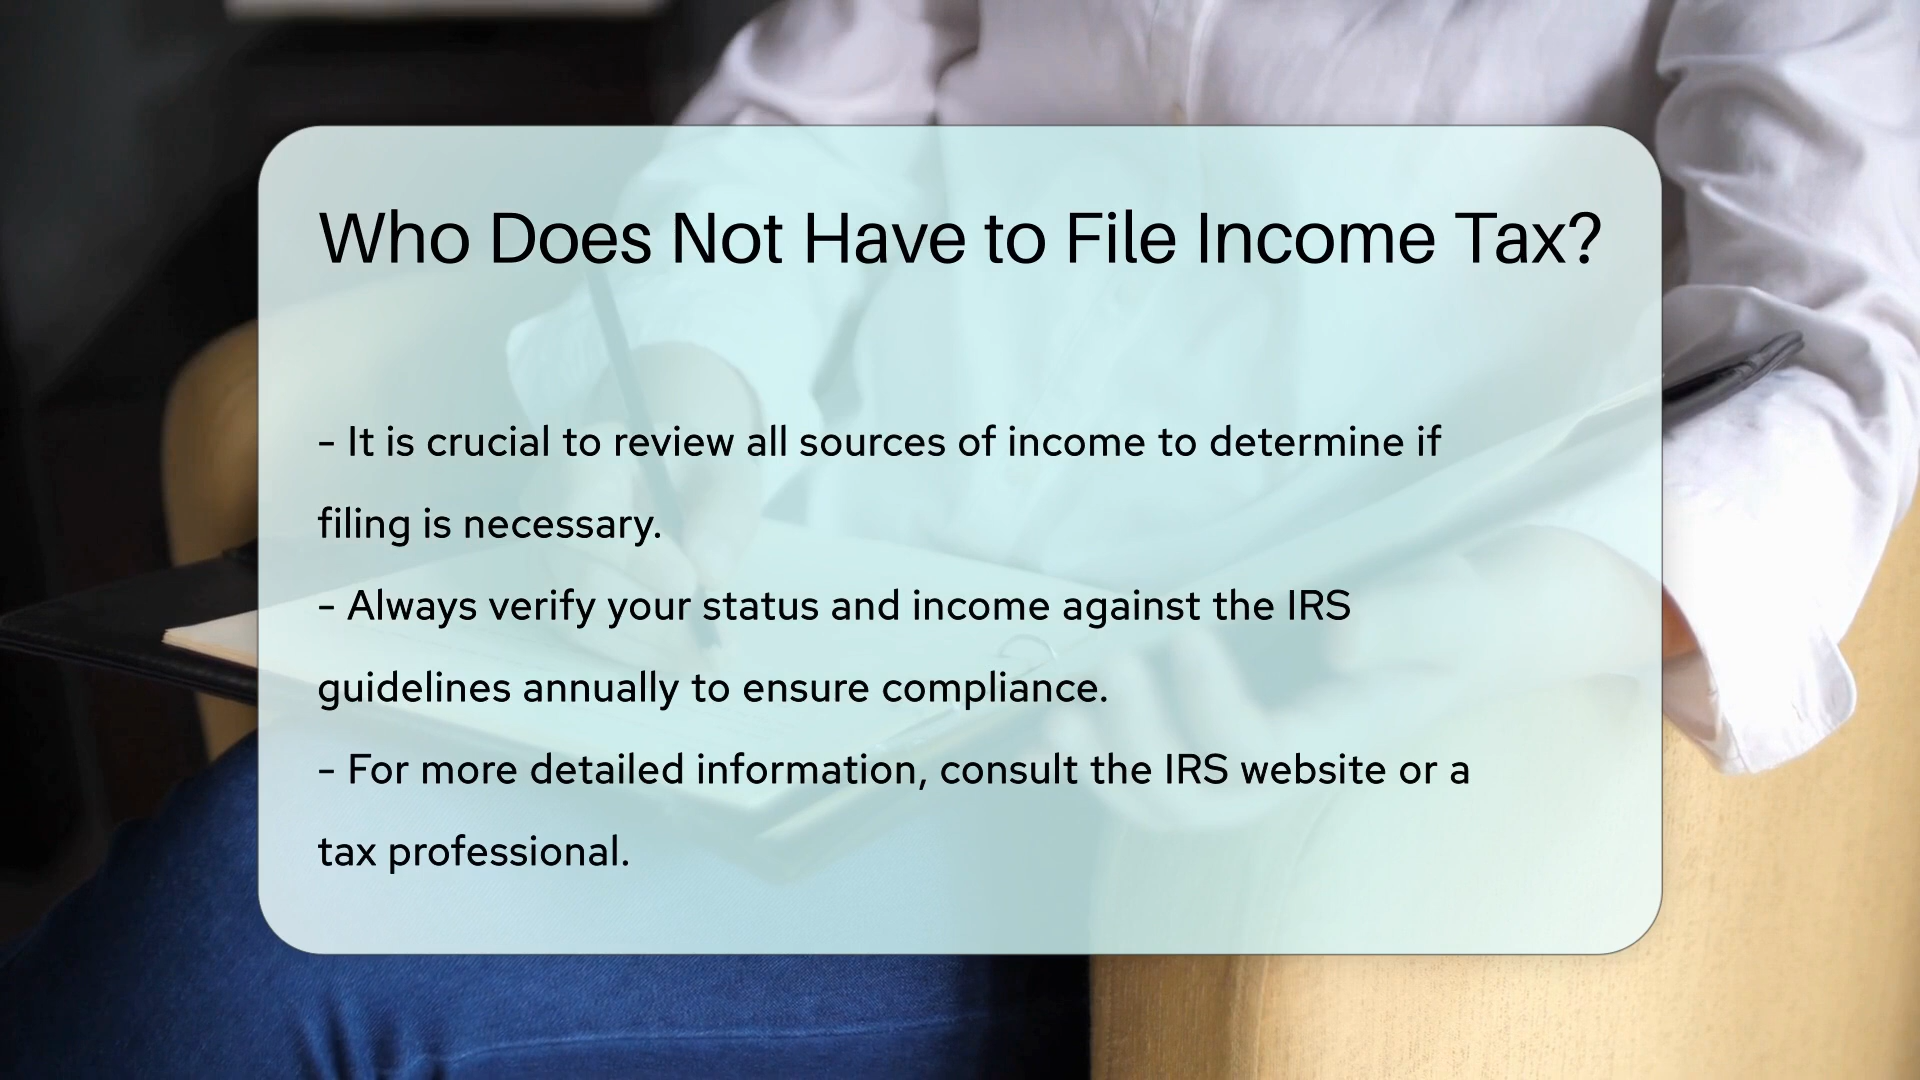 Who Does Not Have to File Income Tax?
- It is crucial to review all sources of income to determine if
filing is necessary.
- Always verify your status and income against the IRS
guidelines annually to ensure compliance.
- For more detailed information, consult the IRS website or a
tax professional.